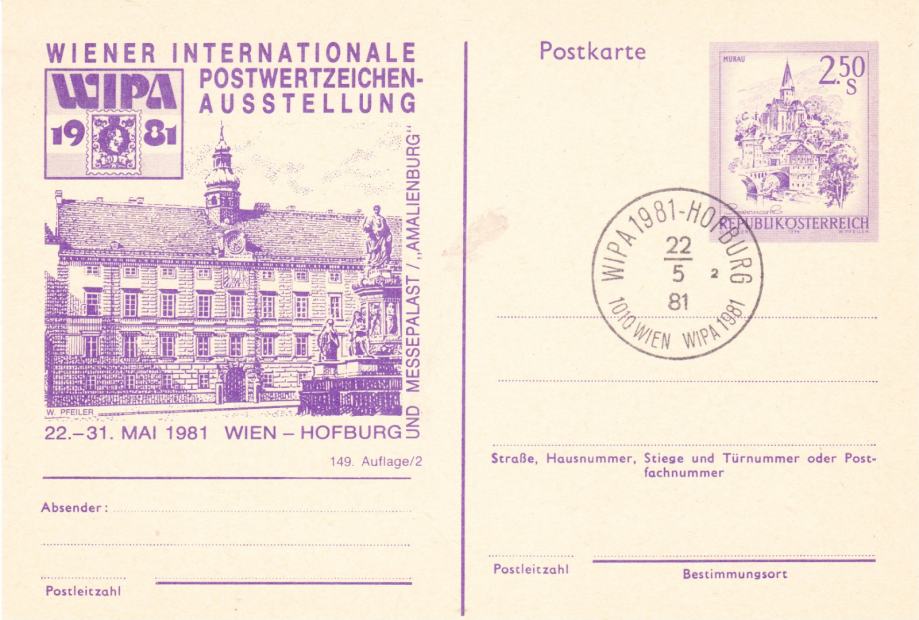 WIENER INTERNATIONALE
POSTWERTZEICHEN-
AUSSTELLUNG
WIPA
1981
UND MESSEPALAST / „AMALIENBURG"
W. PFEILER
22.–31. MAI 1981 WIEN – HOFBURG
149. Auflage/2
Absender:
Postleitzahl
Postkarte
MURAU
2.50
S
REPUBLIK ÖSTERREICH
W. PFEILER
WIPA 1981-HOFBURG
22
5 2
81
1010 WIEN WIPA 1981
Straße, Hausnummer, Stiege und Türnummer oder Post-
fachnummer
Postleitzahl
Bestimmungsort